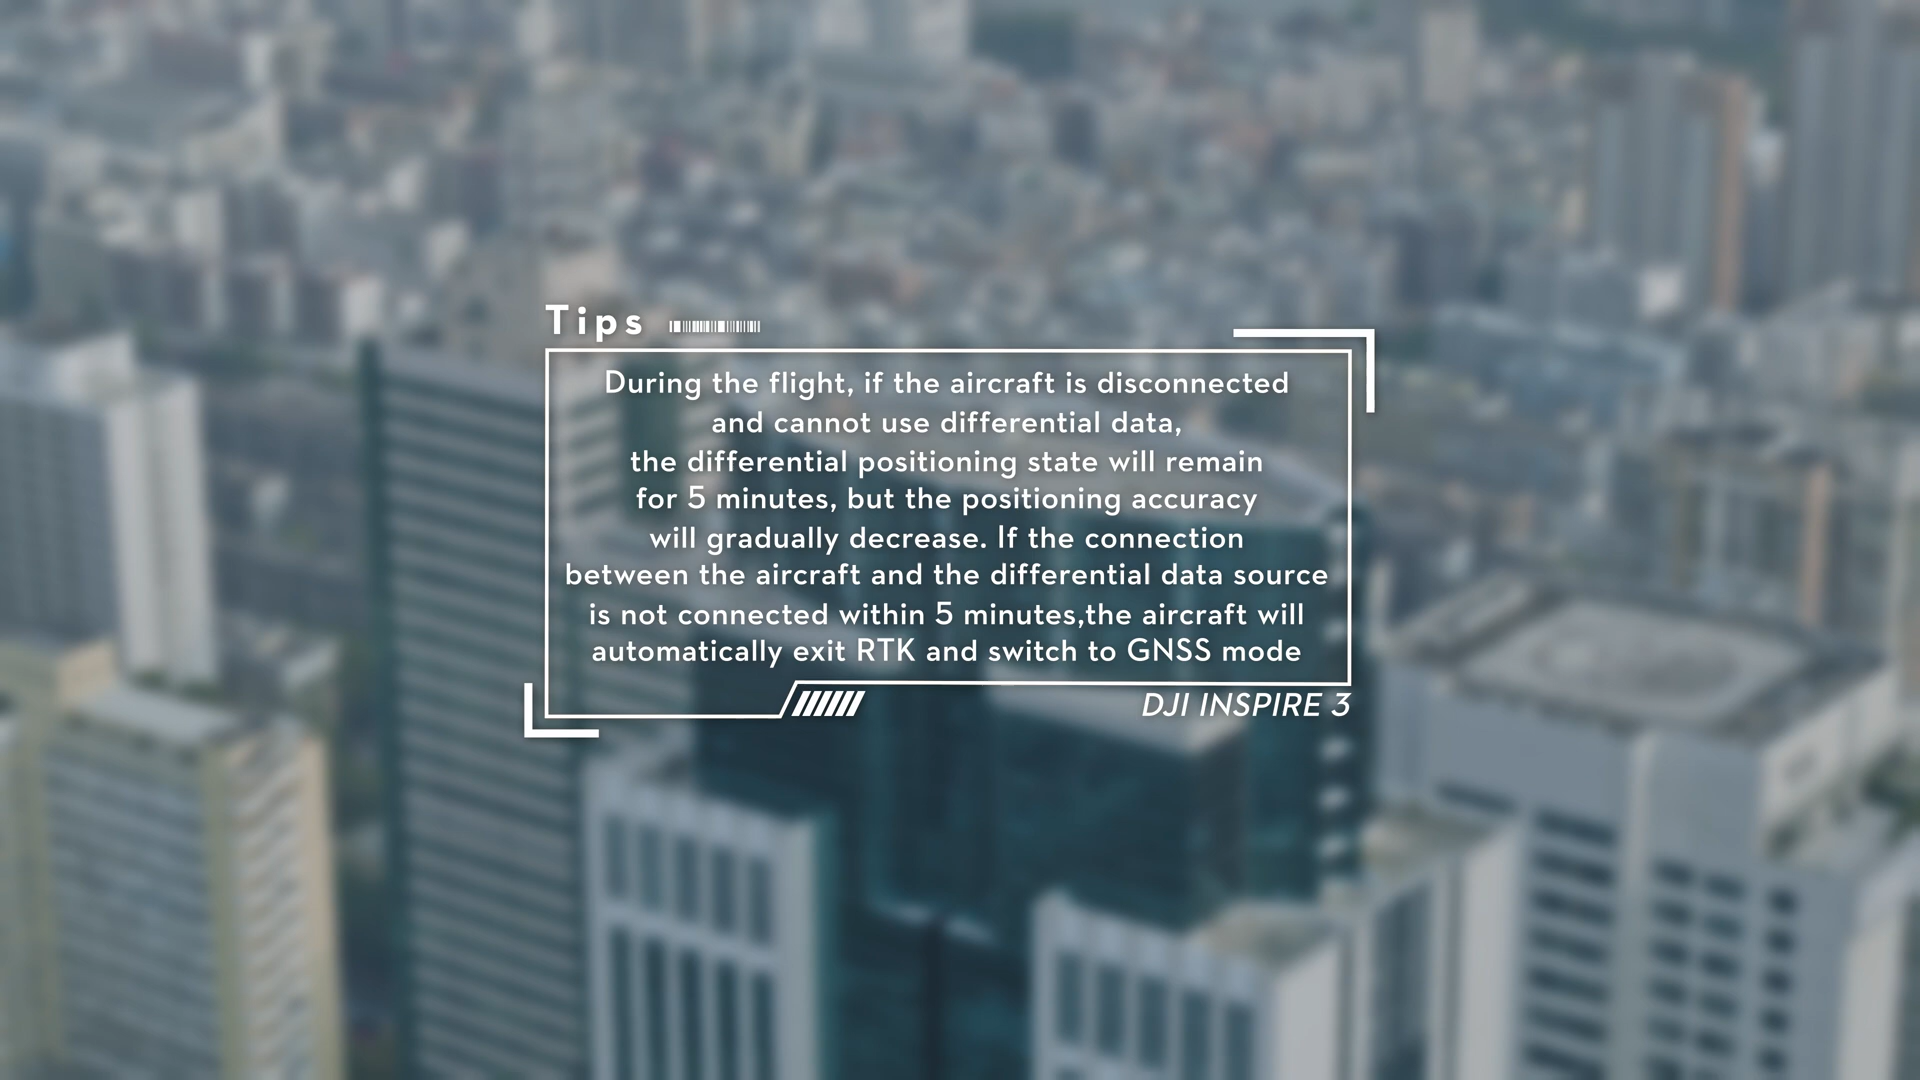 Tips
During the flight, if the aircraft is disconnected
and cannot use differential data,
the differential positioning state will remain
for 5 minutes, but the positioning accuracy
will gradually decrease. If the connection
between the aircraft and the differential data source
is not connected within 5 minutes,the aircraft will
automatically exit RTK and switch to GNSS mode
DJI INSPIRE 3